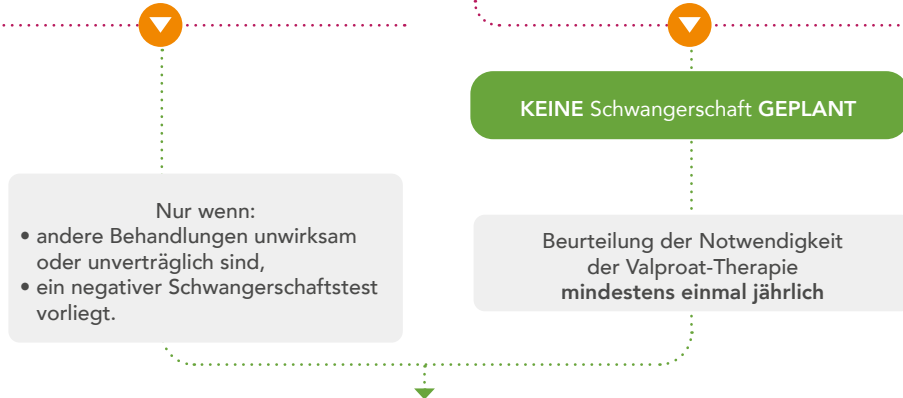 KEINE Schwangerschaft GEPLANT
Nur wenn:
• andere Behandlungen unwirksam
oder unverträglich sind,
• ein negativer Schwangerschaftstest
vorliegt.
Beurteilung der Notwendigkeit
der Valproat-Therapie
mindestens einmal jährlich